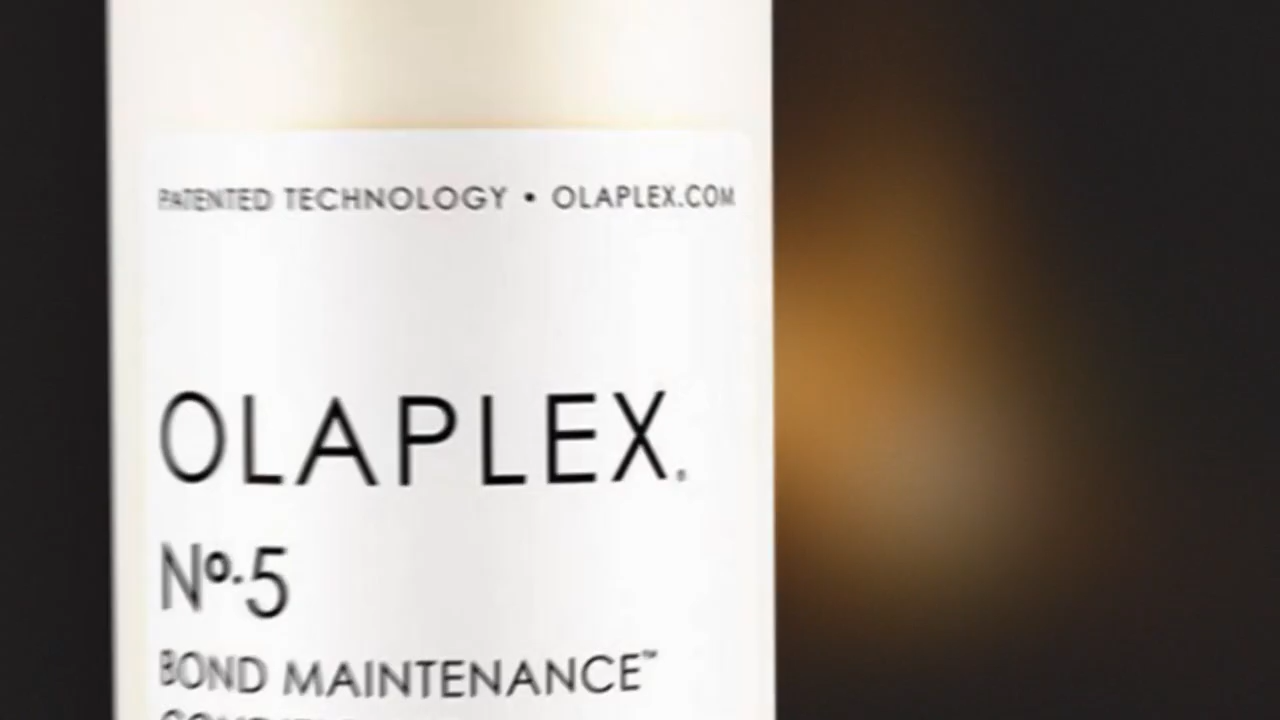 PATENTED TECHNOLOGY • OLAPLEX.COM
OLAPLEX®
Nº.5
BOND MAINTENANCE™